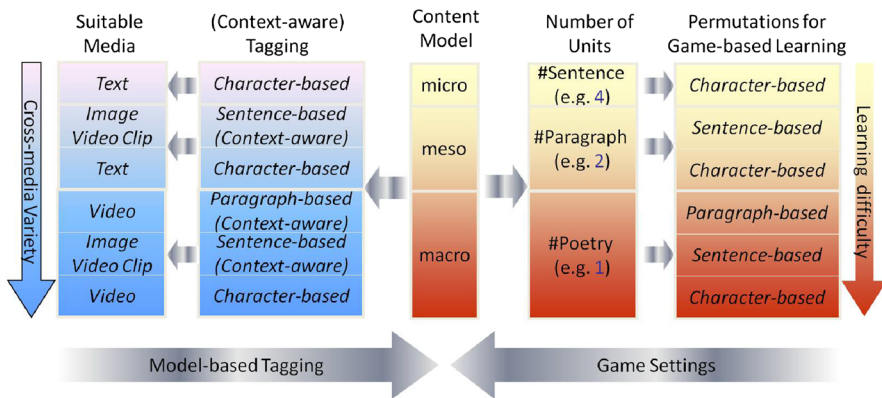 Suitable
Media
(Context-aware)
Tagging
Content
Model
Number of
Units
Permutations for
Game-based Learning
Cross-media Variety
Text
Image
Video Clip
Text
Video
Image
Video Clip
Video
Character-based
Sentence-based
(Context-aware)
Character-based
Paragraph-based
(Context-aware)
Sentence-based
(Context-aware)
Character-based
micro
meso
macro
#Sentence
(e.g. 4)
#Paragraph
(e.g. 2)
#Poetry
(e.g. 1)
Character-based
Sentence-based
Character-based
Paragraph-based
Sentence-based
Character-based
Learning difficulty
Model-based Tagging
Game Settings